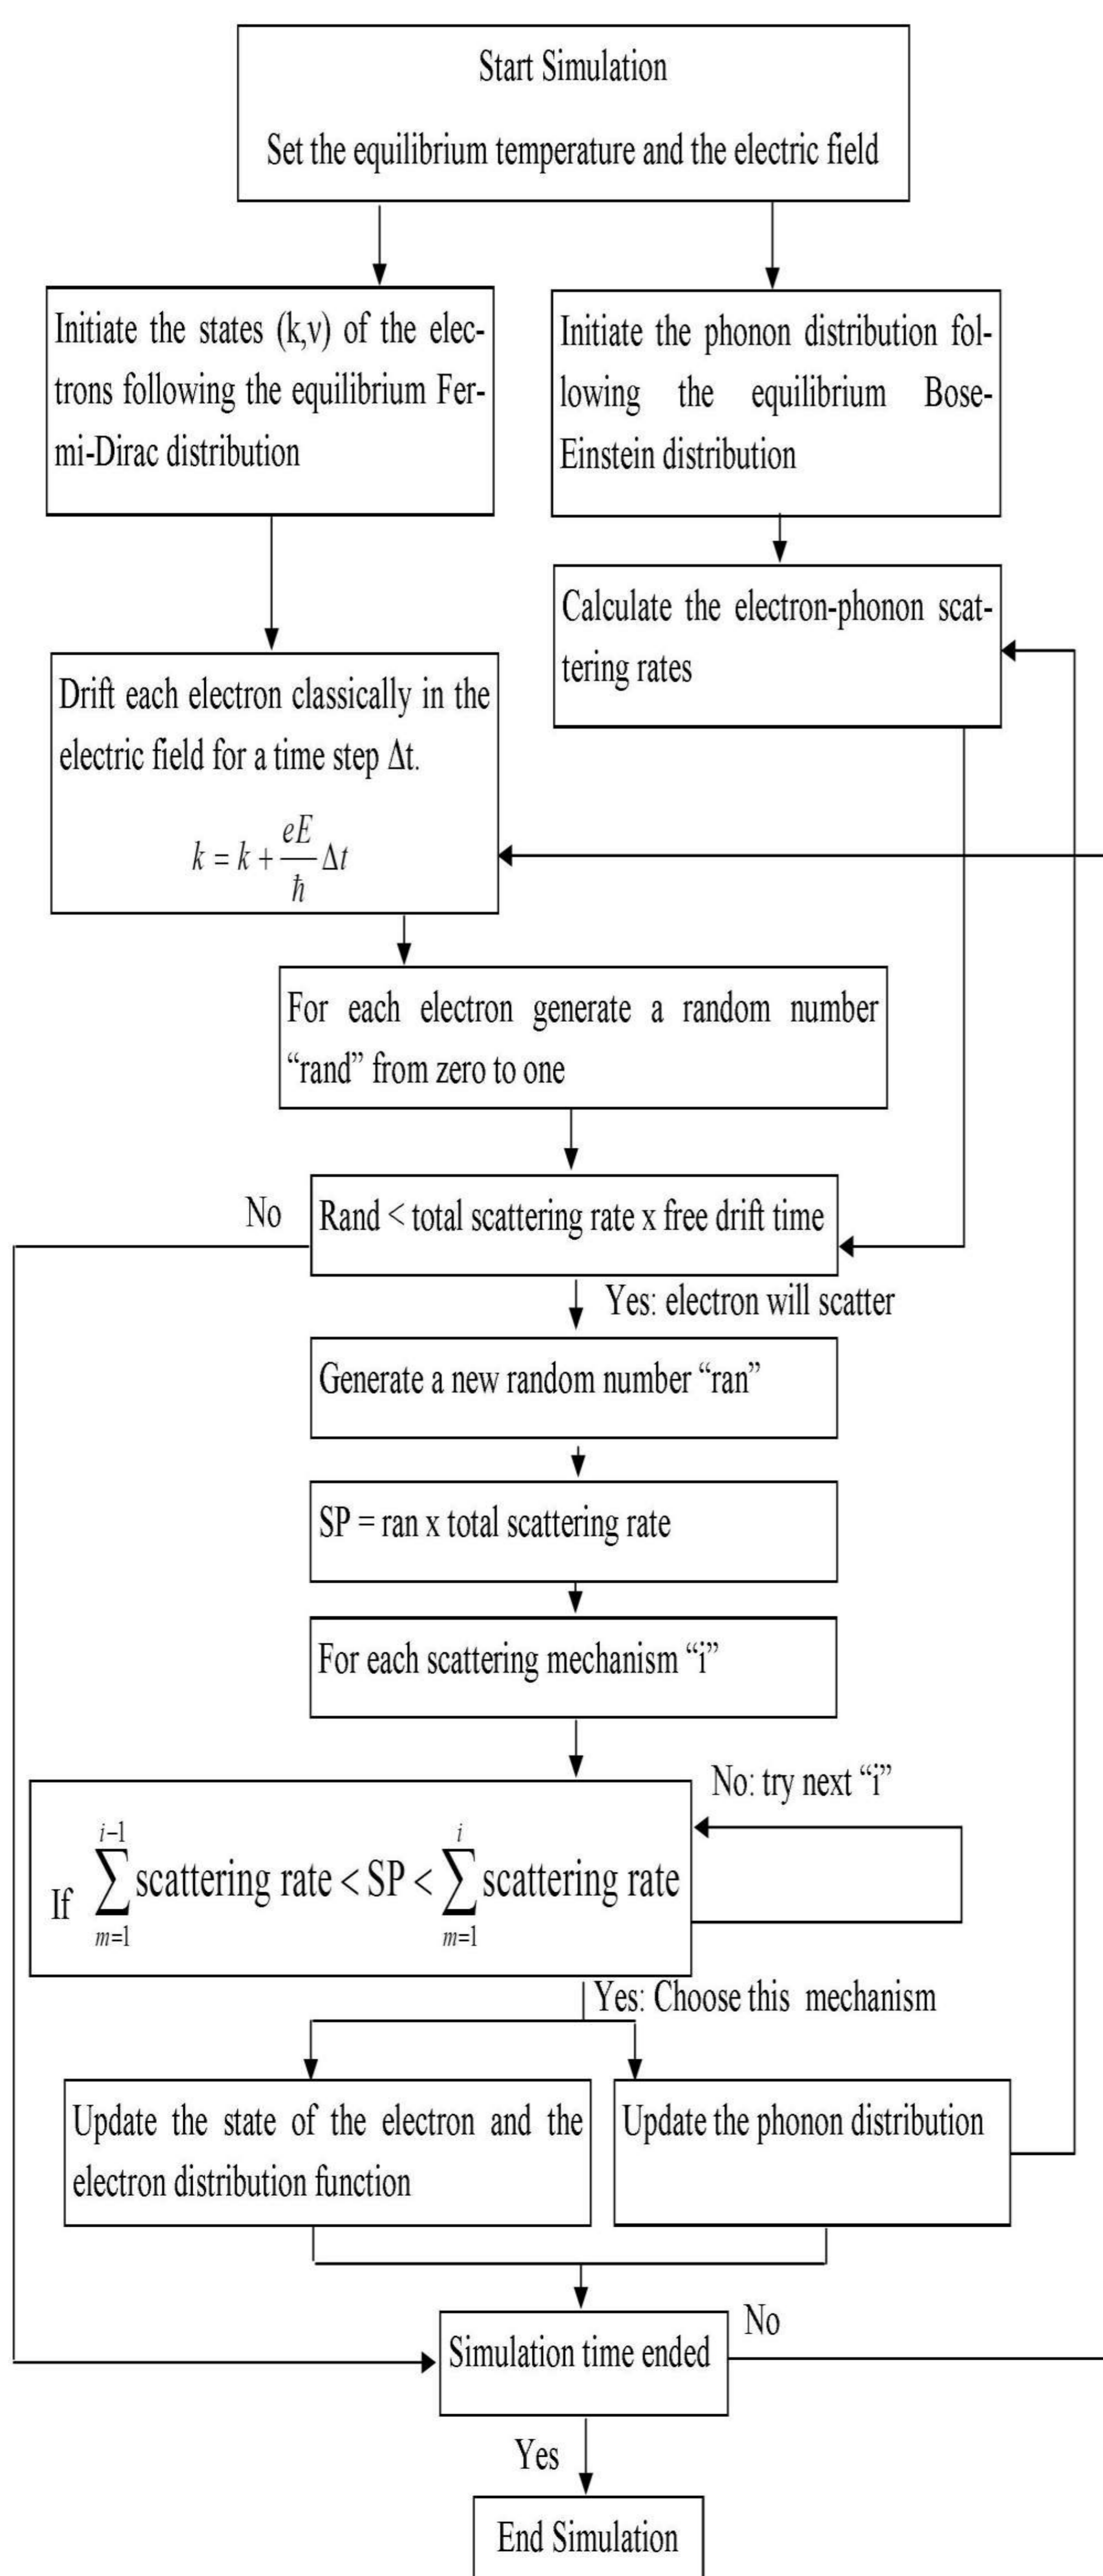 Start Simulation
Set the equilibrium temperature and the electric field
Initiate the states (k,ν) of the elec-
trons following the equilibrium Fer-
mi-Dirac distribution
Initiate the phonon distribution fol-
lowing the equilibrium Bose-
Einstein distribution
Calculate the electron-phonon scat-
tering rates
Drift each electron classically in the
electric field for a time step Δt.
k = k + \frac{eE}{ħ} Δt
For each electron generate a random number
“rand” from zero to one
No
Rand < total scattering rate x free drift time
Yes: electron will scatter
Generate a new random number “ran”
SP = ran x total scattering rate
For each scattering mechanism “i”
No: try next “i”
If \sum_{m=1}^{i-1} scattering rate < SP < \sum_{m=1}^{i} scattering rate
Yes: Choose this mechanism
Update the state of the electron and the
electron distribution function
Update the phonon distribution
No
Simulation time ended
Yes
End Simulation